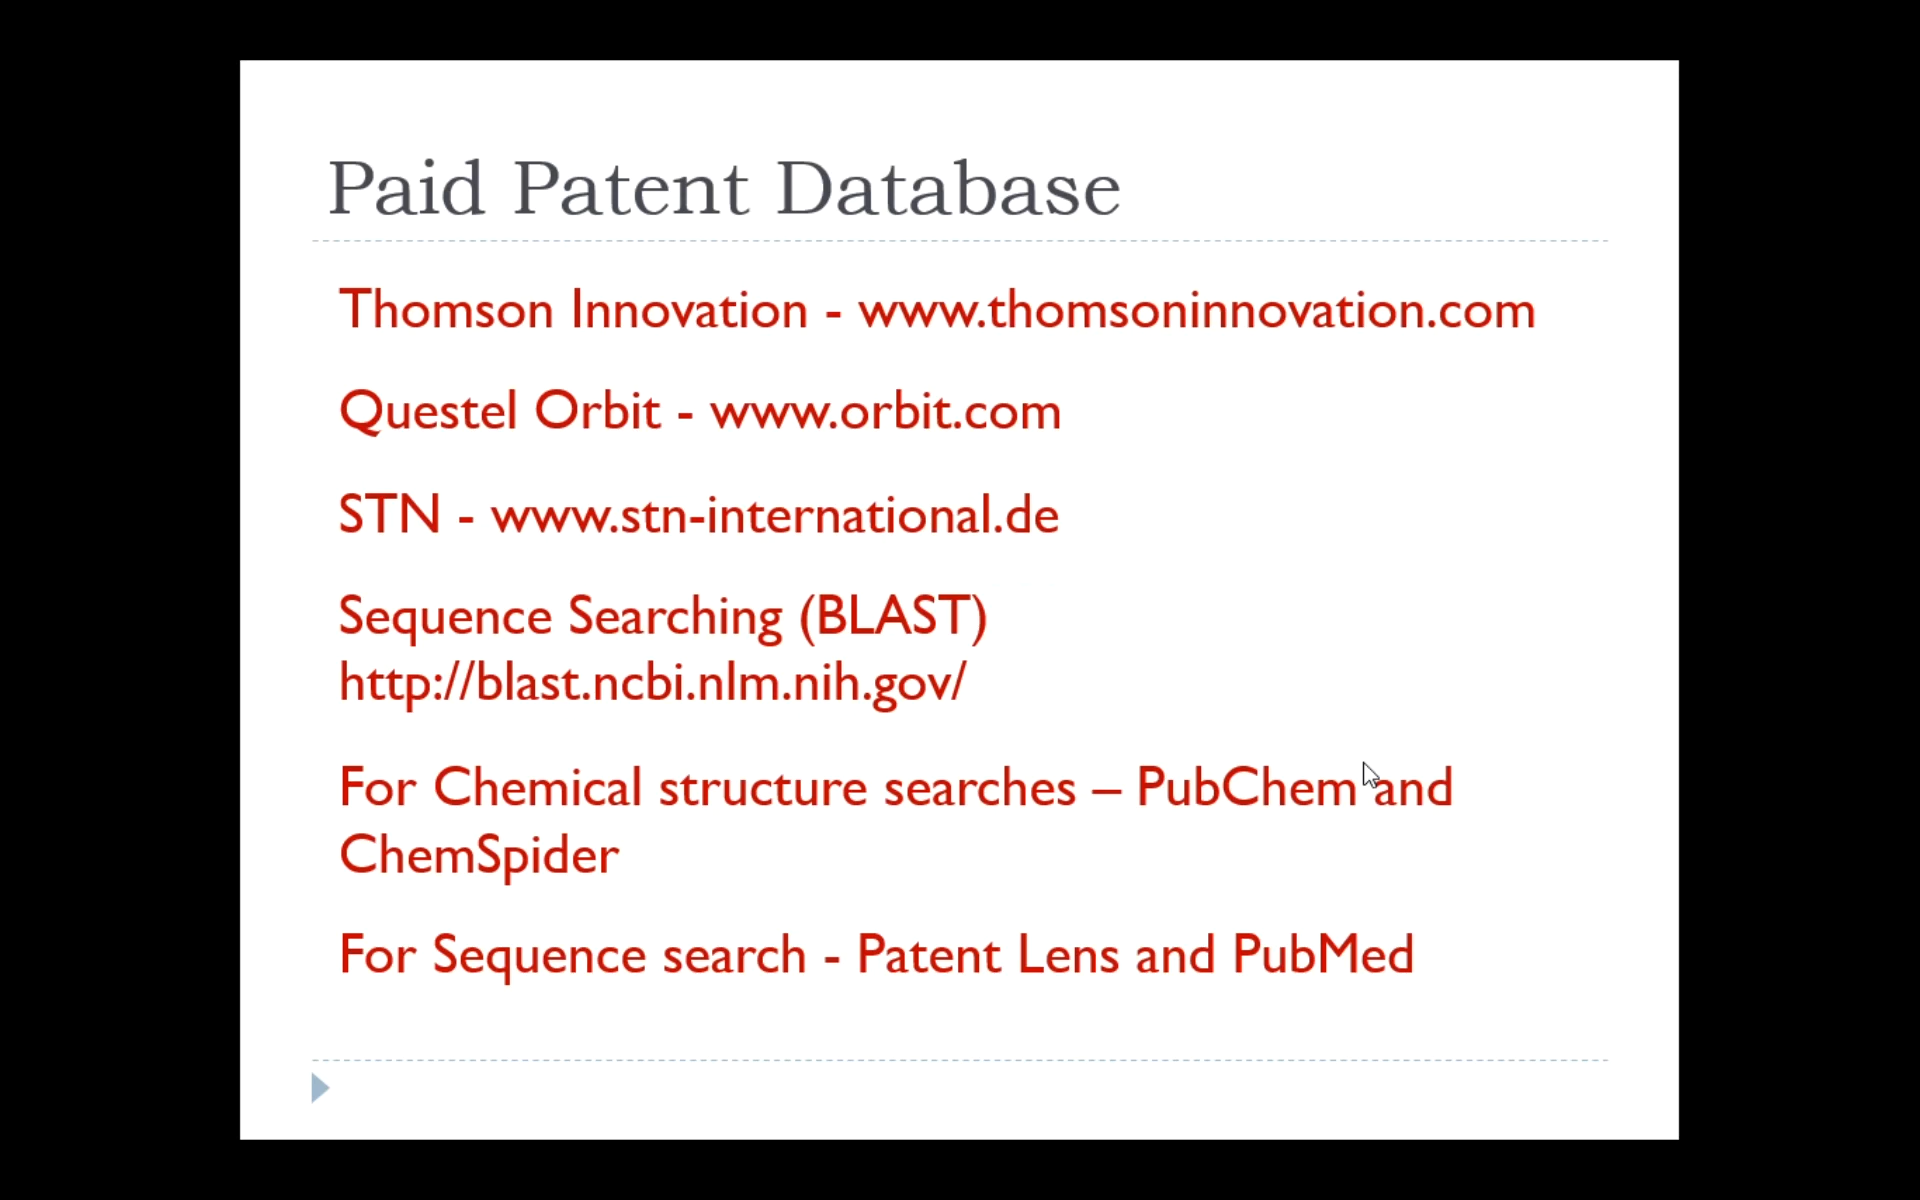 Paid Patent Database
Thomson Innovation - www.thomsoninnovation.com
Questel Orbit - www.orbit.com
STN - www.stn-international.de
Sequence Searching (BLAST)
http://blast.ncbi.nlm.nih.gov/
For Chemical structure searches – PubChem and
ChemSpider
For Sequence search - Patent Lens and PubMed